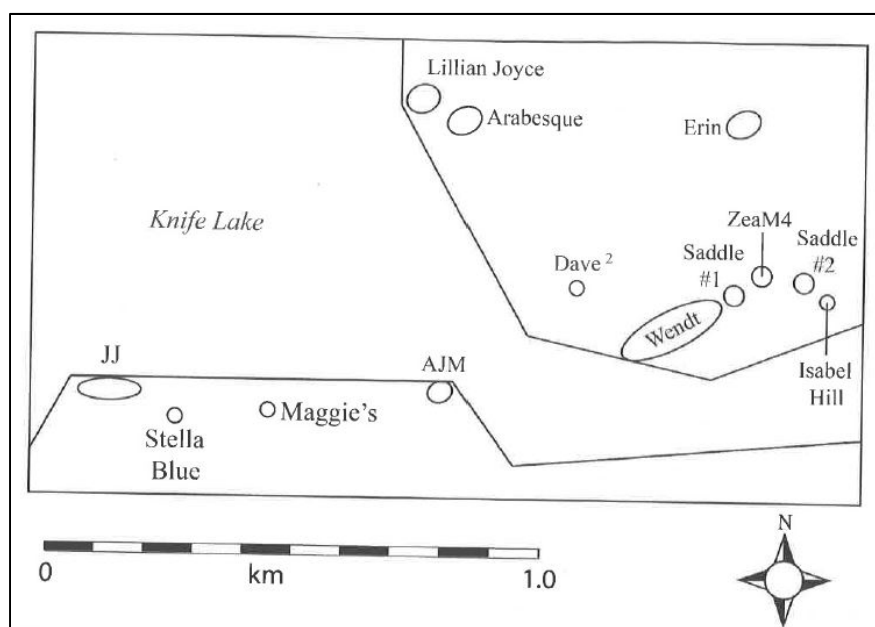 Lillian Joyce
Arabesque
Erin
Knife Lake
ZeaM4
Saddle
#1
Saddle
#2
Dave 2
Wendt
Isabel
Hill
JJ
AJM
Stella
Blue
Maggie's
N
0
km
1.0